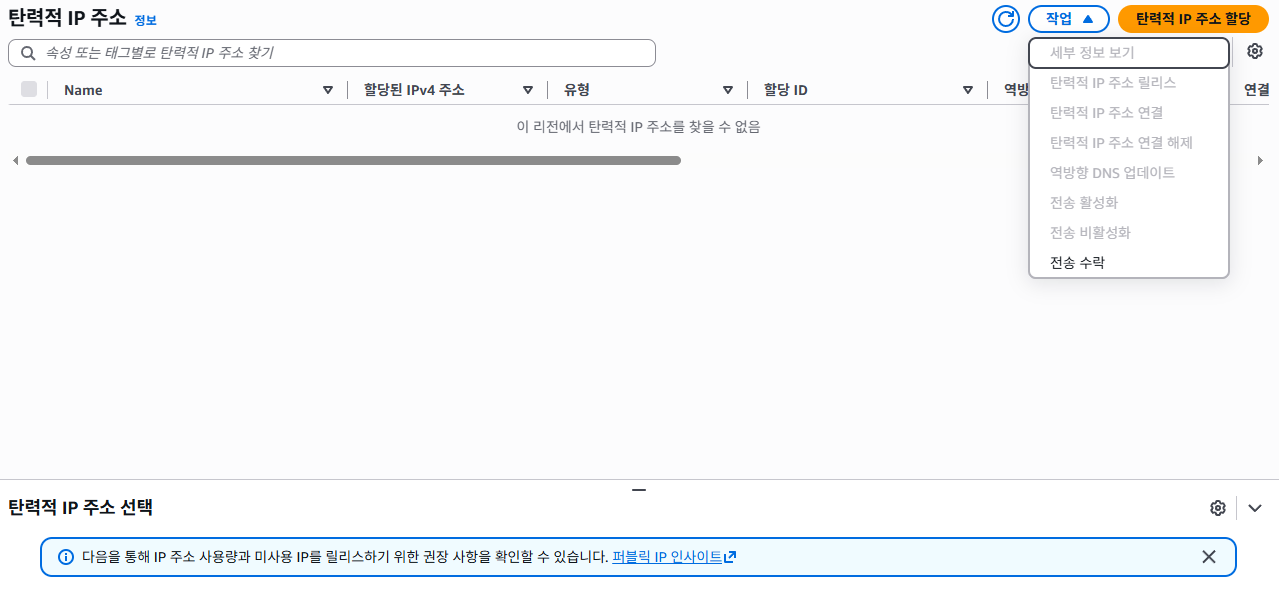 탄력적 IP 주소 정보
작업
탄력적 IP 주소 할당
속성 또는 태그별로 탄력적 IP 주소 찾기
세부 정보 보기
탄력적 IP 주소 릴리스
탄력적 IP 주소 연결
탄력적 IP 주소 연결 해제
역방향 DNS 업데이트
전송 활성화
전송 비활성화
전송 수락
Name 할당된 IPv4 주소 유형 할당 ID 역방 연결
이 리전에서 탄력적 IP 주소를 찾을 수 없음
탄력적 IP 주소 선택
다음을 통해 IP 주소 사용량과 미사용 IP를 릴리스하기 위한 권장 사항을 확인할 수 있습니다. 퍼블릭 IP 인사이트